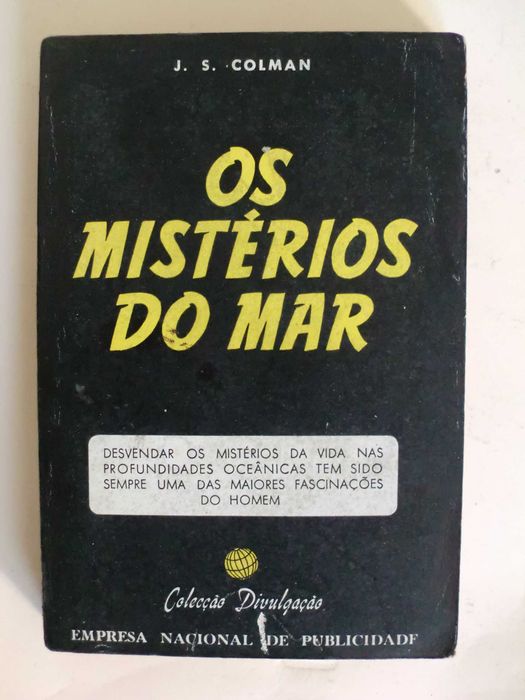 J. S. COLMAN
OS
MISTÉRIOS
DO MAR
DESVENDAR OS MISTÉRIOS DA VIDA NAS
PROFUNDIDADES OCEÂNICAS TEM SIDO
SEMPRE UMA DAS MAIORES FASCINAÇÕES
DO HOMEM
Colecção Divulgação
EMPRESA NACIONAL DE PUBLICIDADE